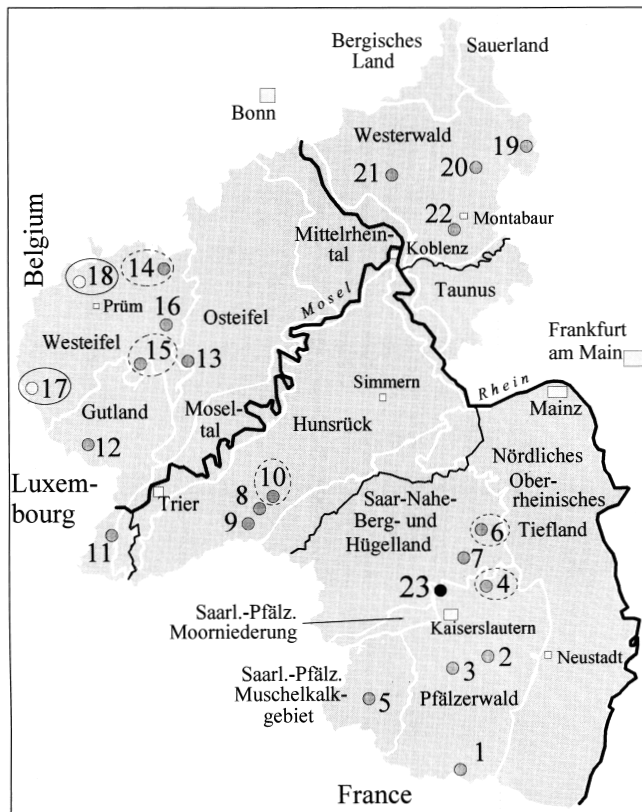 Bergisches
Land
Sauerland
Bonn
Westerwald
19
20
21
22
Montabaur
Mittelrhein-
tal
Koblenz
Belgium
18
14
Prüm
16
Osteifel
Mosel
Taunus
Westeifel
15
13
Frankfurt
am Main
17
Simmern
Rhein
Mainz
Gutland
Mosel-
tal
Hunsrück
12
Nördliches
Ober-
rheinisches
Tiefland
Luxem-
bourg
Trier
10
8
9
Saar-Nahe-
Berg- und
Hügelland
6
11
7
23
4
Saarl.-Pfälz.
Moorniederung
Kaiserslautern
2
Neustadt
3
Saarl.-Pfälz.
Muschelkalk-
gebiet
5
Pfälzerwald
1
France